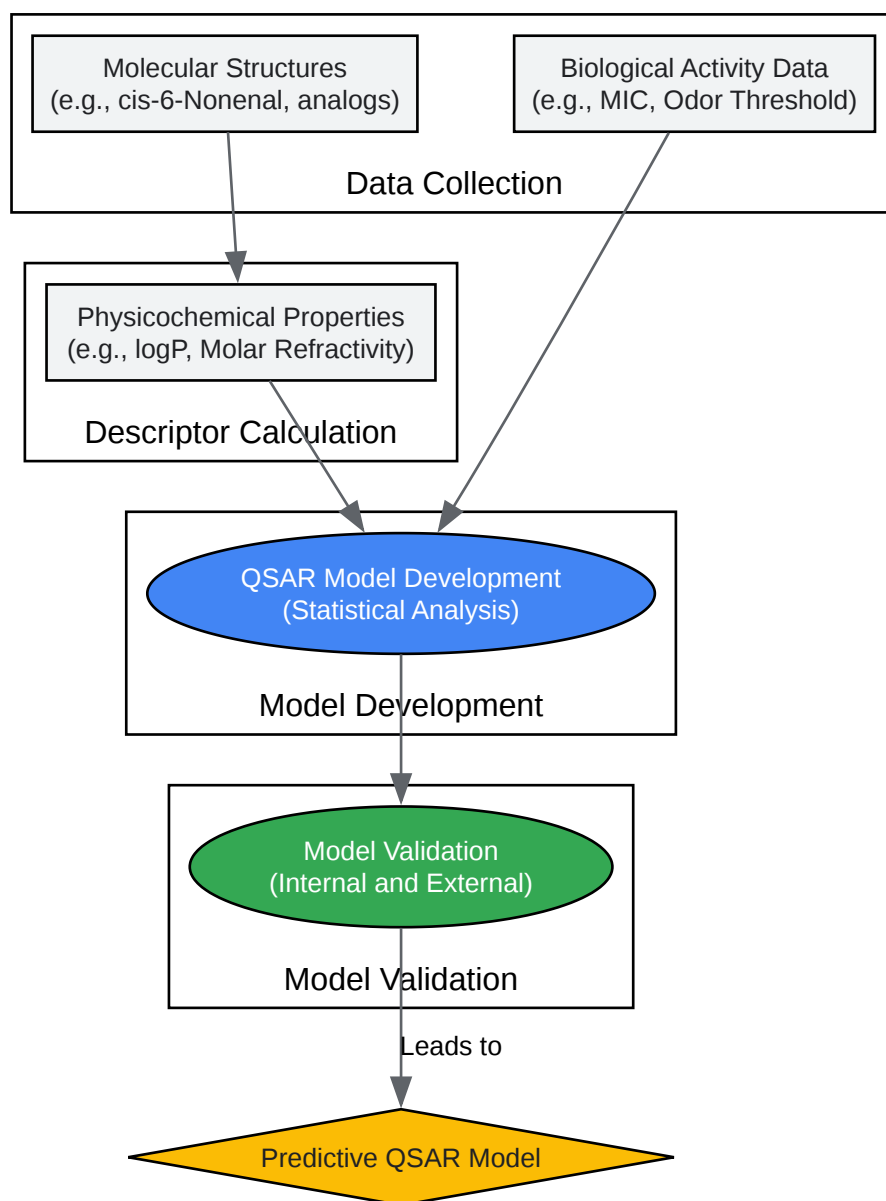 Molecular Structures
(e.g., cis-6-Nonenal, analogs)
Biological Activity Data
(e.g., MIC, Odor Threshold)
Data Collection
Physicochemical Properties
(e.g., logP, Molar Refractivity)
Descriptor Calculation
QSAR Model Development
(Statistical Analysis)
Model Development
Model Validation
(Internal and External)
Model Validation
Leads to
Predictive QSAR Model